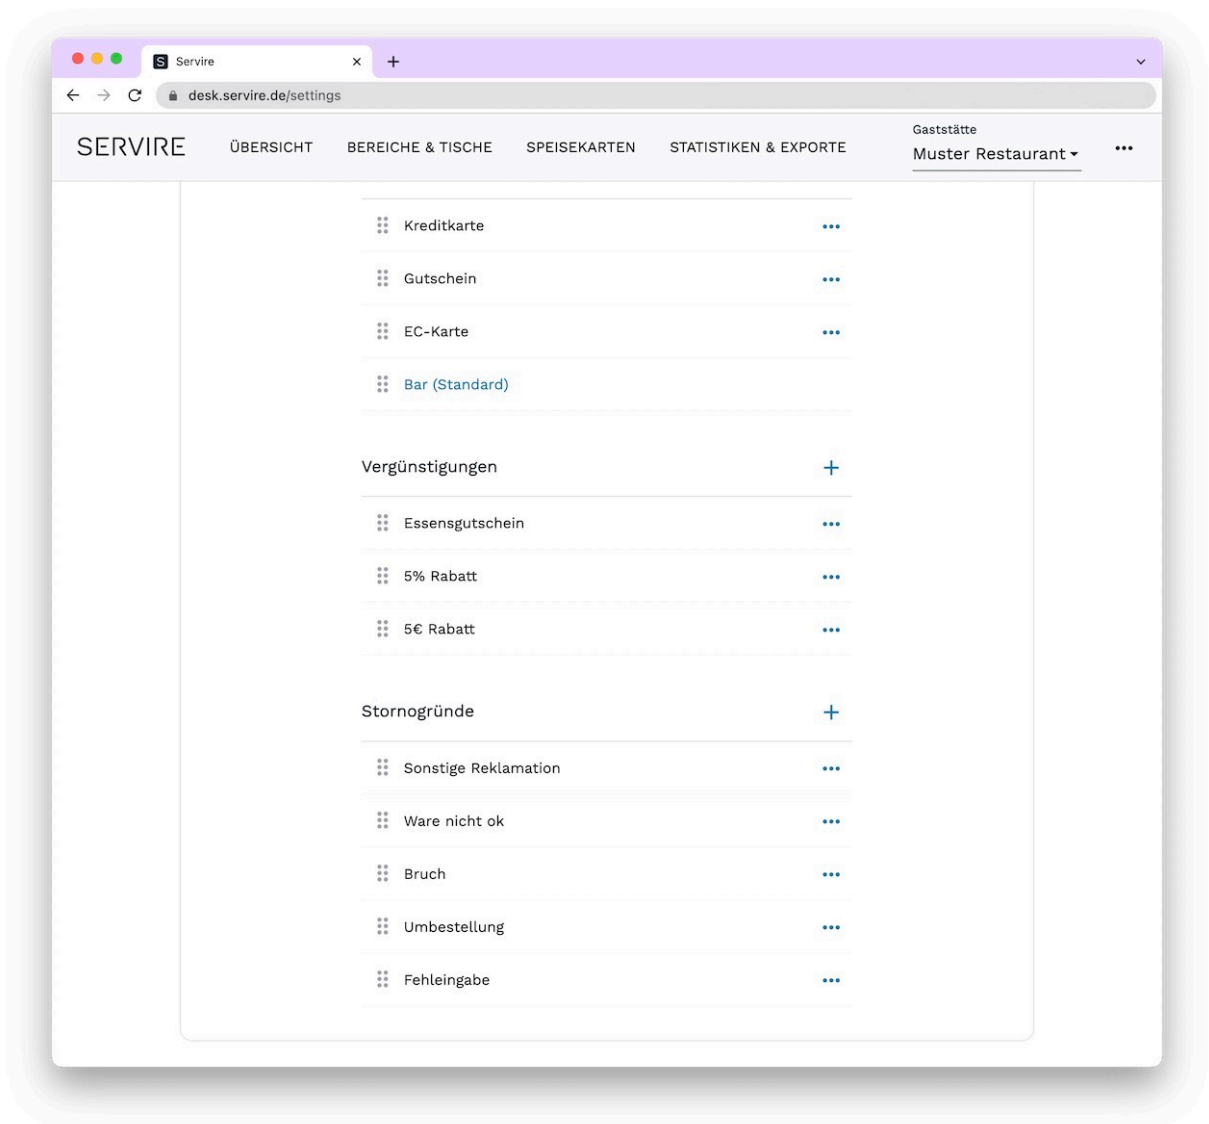 S Servire
desk.servire.de/settings
SERVIRE ÜBERSICHT BEREICHE & TISCHE SPEISEKARTEN STATISTIKEN & EXPORTE
Gaststätte
Muster Restaurant
Kreditkarte
Gutschein
EC-Karte
Bar (Standard)
Vergünstigungen
Essensgutschein
5% Rabatt
5€ Rabatt
Stornogründe
Sonstige Reklamation
Ware nicht ok
Bruch
Umbestellung
Fehleingabe